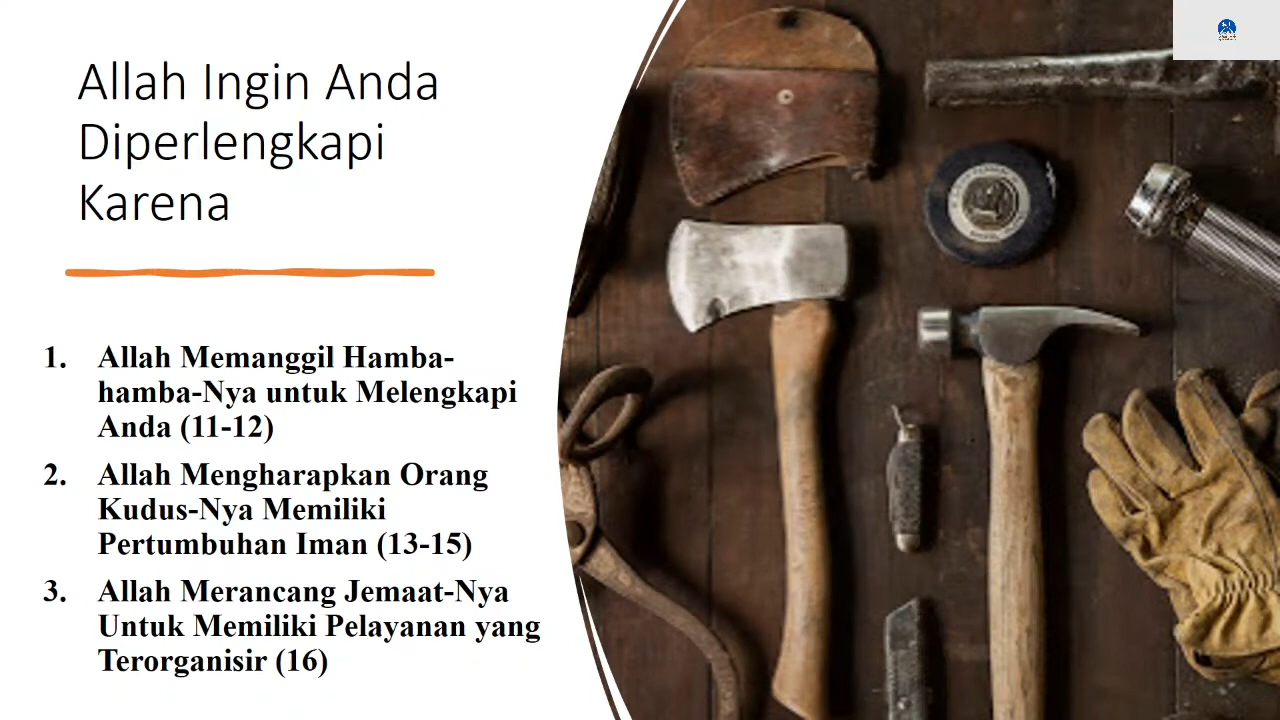 Allah Ingin Anda
Diperlengkapi
Karena
1. Allah Memanggil Hamba-
hamba-Nya untuk Melengkapi
Anda (11-12)
2. Allah Mengharapkan Orang
Kudus-Nya Memiliki
Pertumbuhan Iman (13-15)
3. Allah Merancang Jemaat-Nya
Untuk Memiliki Pelayanan yang
Terorganisir (16)